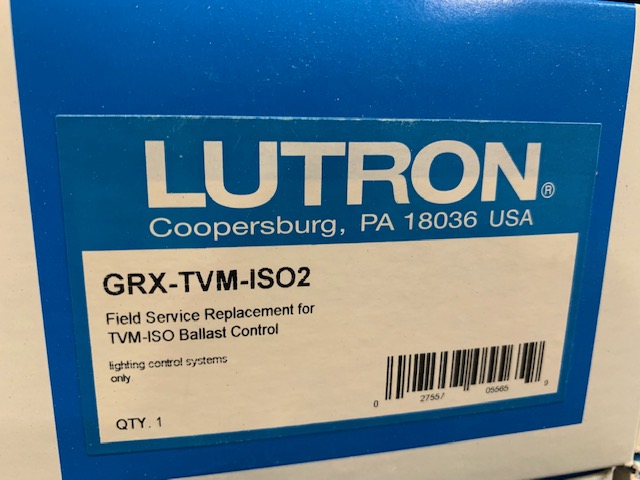 LUTRON®
Coopersburg, PA 18036 USA
GRX-TVM-ISO2
Field Service Replacement for
TVM-ISO Ballast Control
lighting control systems
only
0 27557 05565 9
QTY. 1